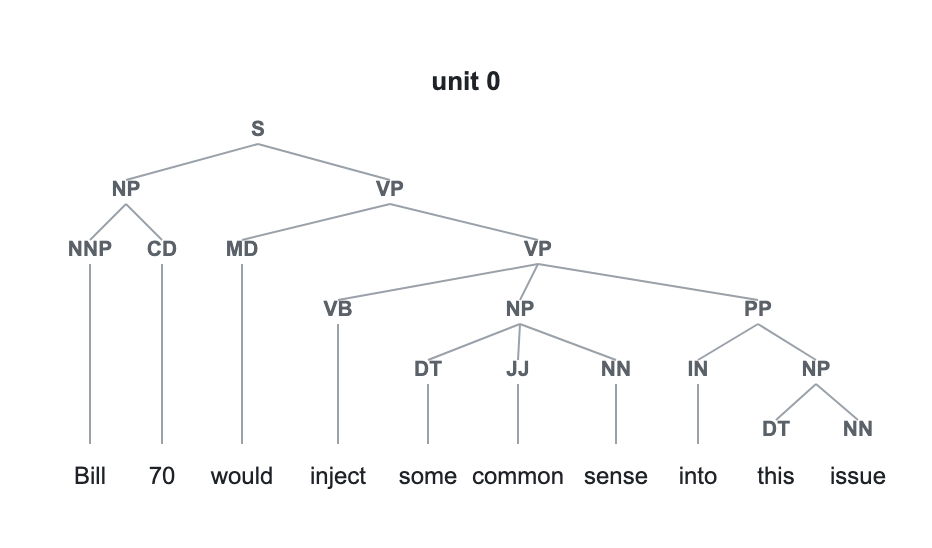 unit 0
S
NP VP
NNP CD MD VP
VB NP PP
DT JJ NN IN NP
DT NN
Bill 70 would inject some common sense into this issue